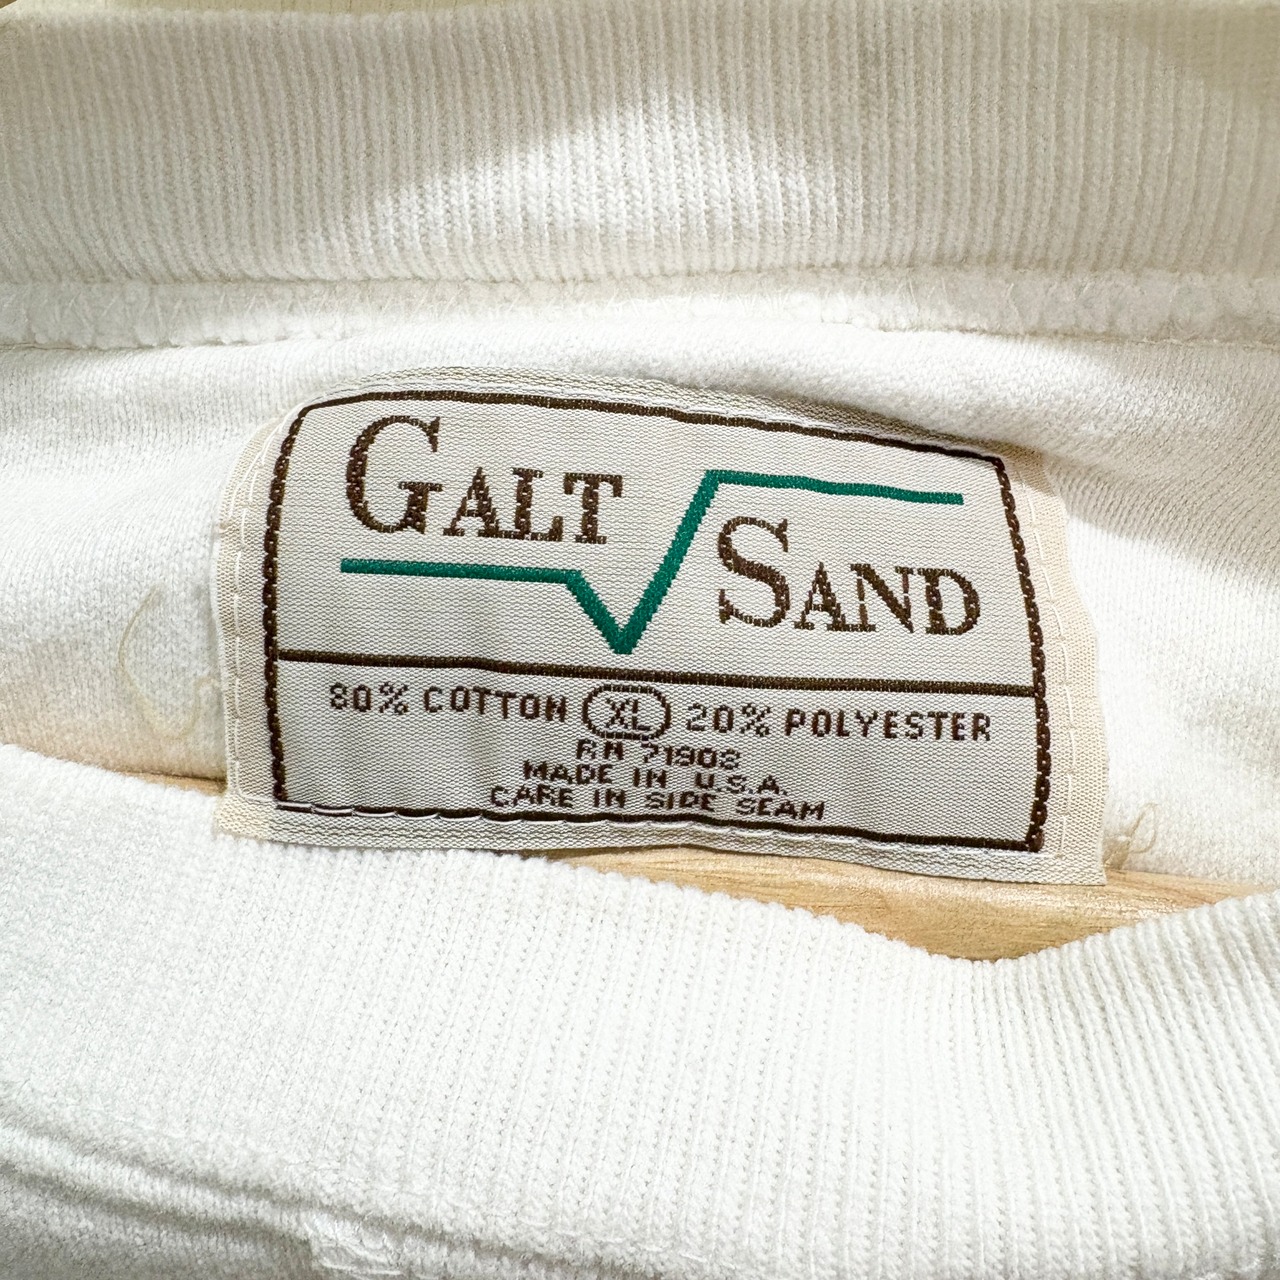 GALT
SAND
80% COTTON XL 20% POLYESTER
RN 71908
MADE IN U.S.A.
CARE IN SIDE SEAM